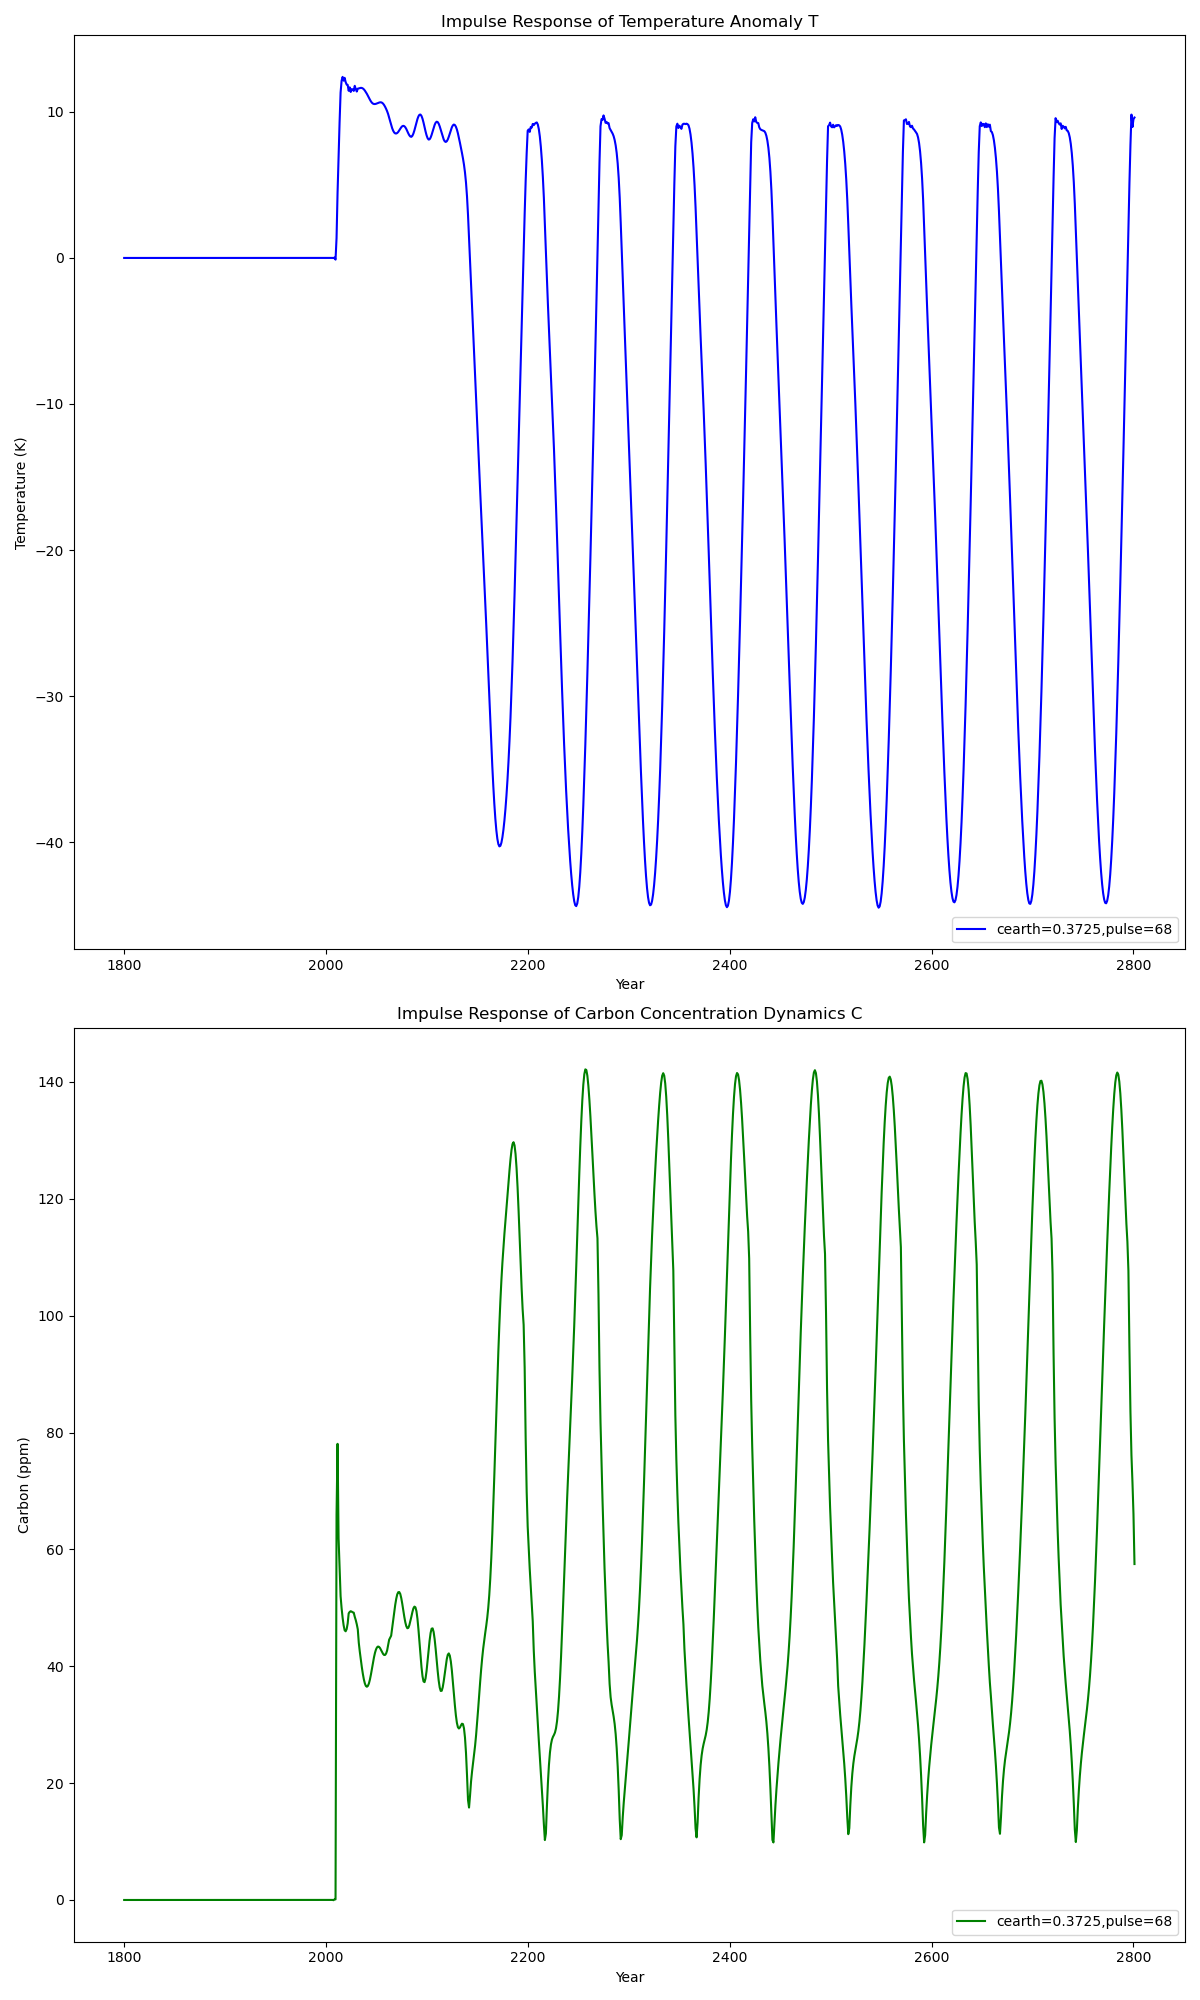 Impulse Response of Temperature Anomaly T
10
0
−10
−20
−30
−40
Temperature (K)
cearth=0.3725,pulse=68
1800 2000 2200 2400 2600 2800
Year
Impulse Response of Carbon Concentration Dynamics C
140
120
100
80
60
40
20
0
Carbon (ppm)
cearth=0.3725,pulse=68
1800 2000 2200 2400 2600 2800
Year